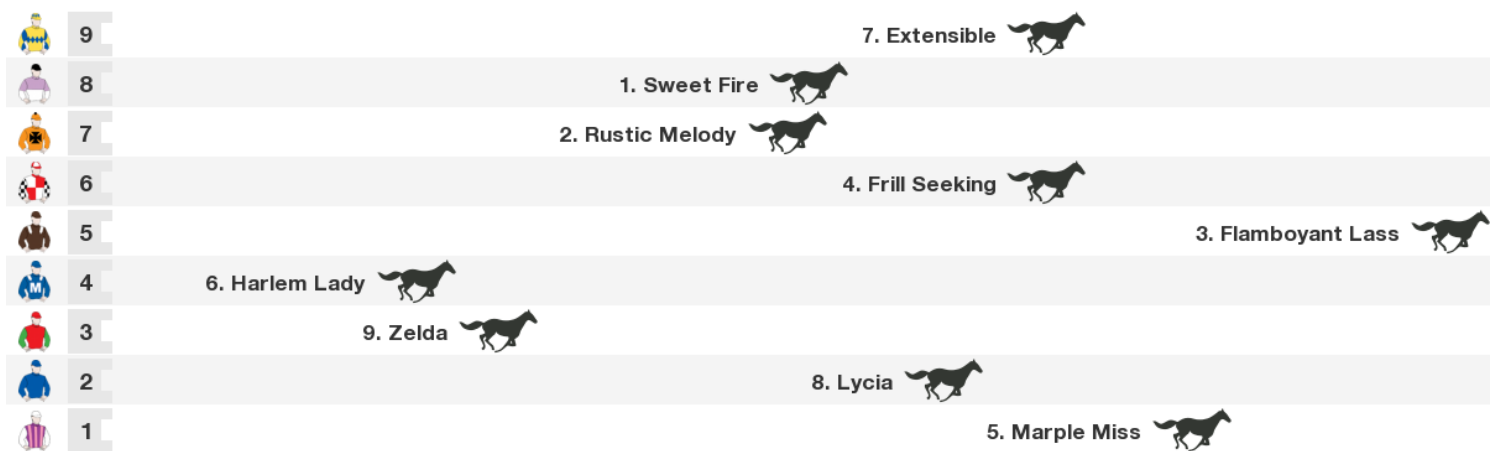 9 7. Extensible
8 1. Sweet Fire
7 2. Rustic Melody
6 4. Frill Seeking
5 3. Flamboyant Lass
4 6. Harlem Lady
M
3 9. Zelda
2 8. Lycia
1 5. Marple Miss